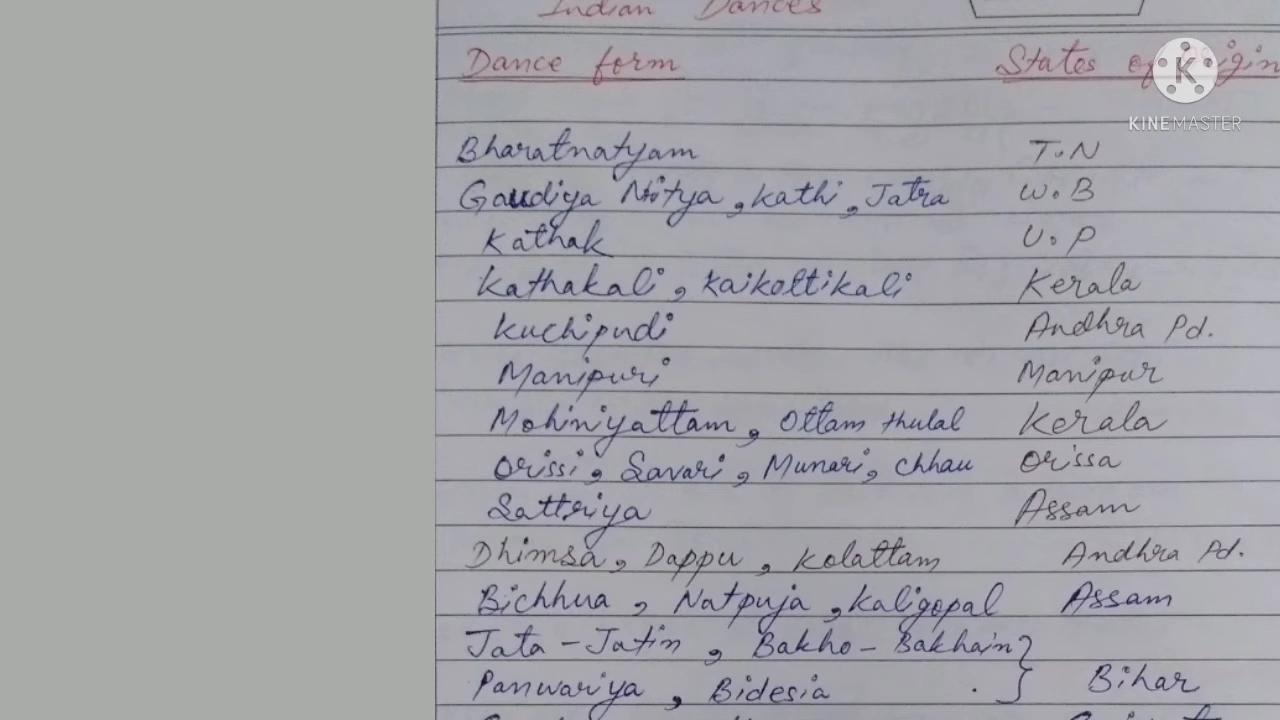 Indian Dances
Dance form States of Origin
KINEMASTER
Bharatnatyam T.N
Gaudiya Nritya, Kathi, Jatra W.B
Kathak U.P
Kathakali, Kaikottikali Kerala
Kuchipudi Andhra Pd.
Manipuri Manipur
Mohiniyattam, Ottam thulal Kerala
Orissi, Savari, Munari, Chhau Orissa
Sattriya Assam
Dhimsa, Dappu, Kolattam Andhra Pd.
Bichhua, Natpuja, Kaligopal Assam
Jata-Jatin, Bakho-Bakhain }
Panwariya, Bidesia . } Bihar